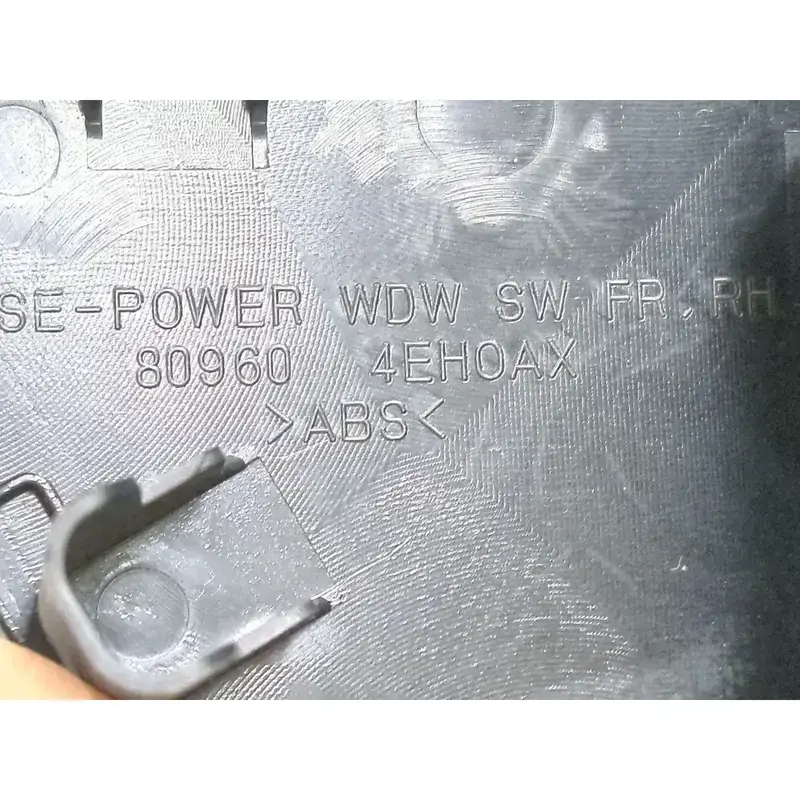 SE-POWER WDW SW FR, RH
80960 4EH0AX
>ABS<